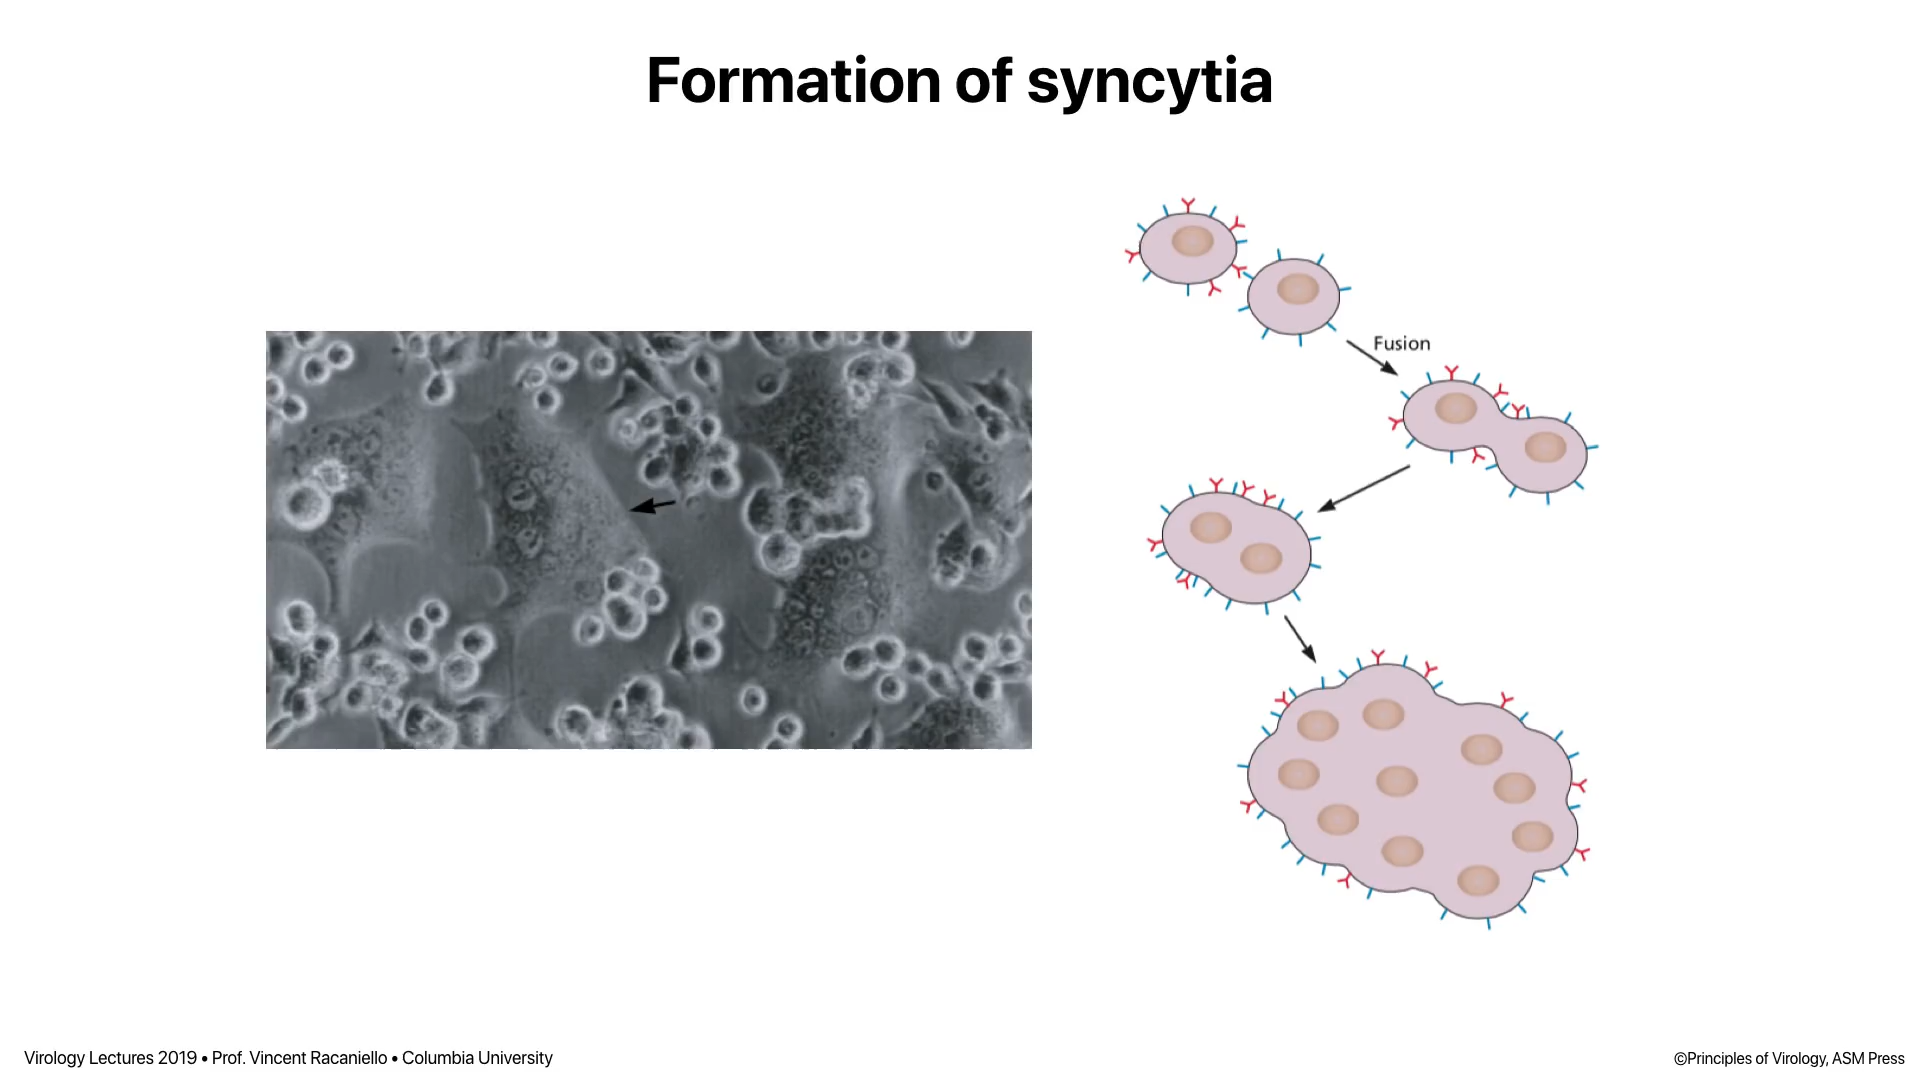 Formation of syncytia
Fusion
Virology Lectures 2019 • Prof. Vincent Racaniello • Columbia University
©Principles of Virology, ASM Press